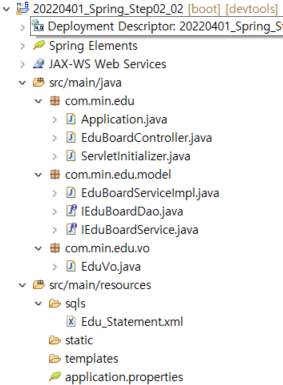 20220401_Spring_Step02_02 [boot] [devtools]
Deployment Descriptor: 20220401_Spring_S
Spring Elements
JAX-WS Web Services
src/main/java
com.min.edu
Application.java
EduBoardController.java
ServletInitializer.java
com.min.edu.model
EduBoardServiceImpl.java
IEduBoardDao.java
IEduBoardService.java
com.min.edu.vo
EduVo.java
src/main/resources
sqls
Edu_Statement.xml
static
templates
application.properties